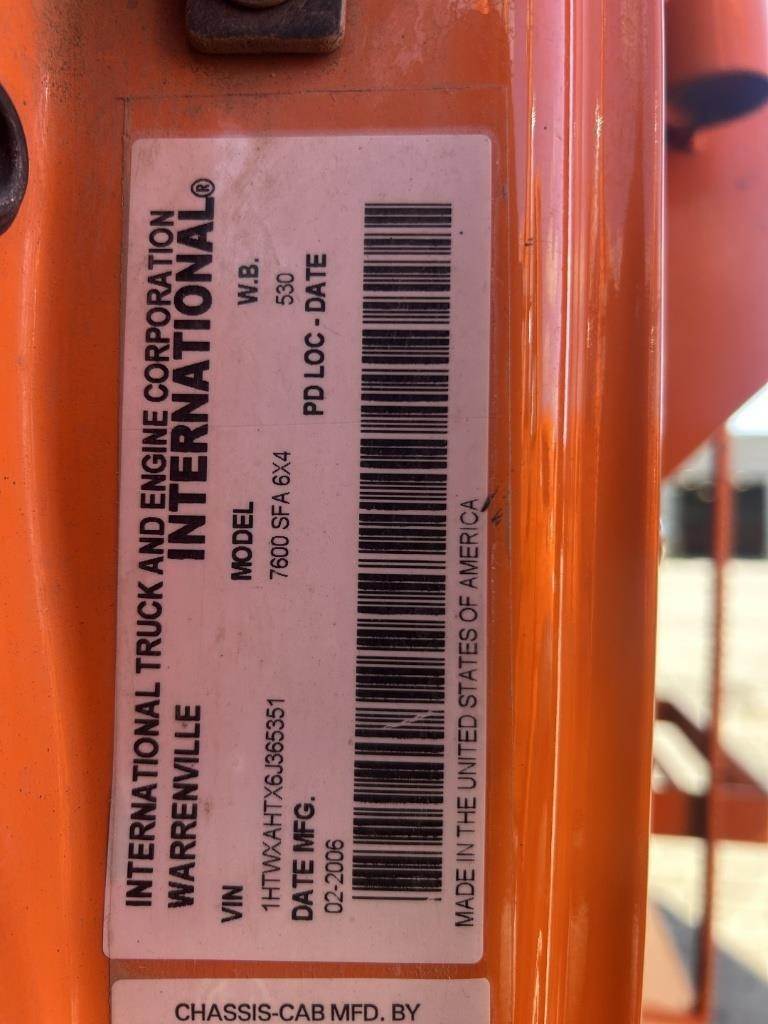 INTERNATIONAL TRUCK AND ENGINE CORPORATION
WARRENVILLE INTERNATIONAL®
VIN MODEL W.B.
1HTWXAHTX6J365351 7600 SFA 6X4 530
DATE MFG. PD LOC - DATE
02-2006
MADE IN THE UNITED STATES OF AMERICA
CHASSIS-CAB MFD. BY